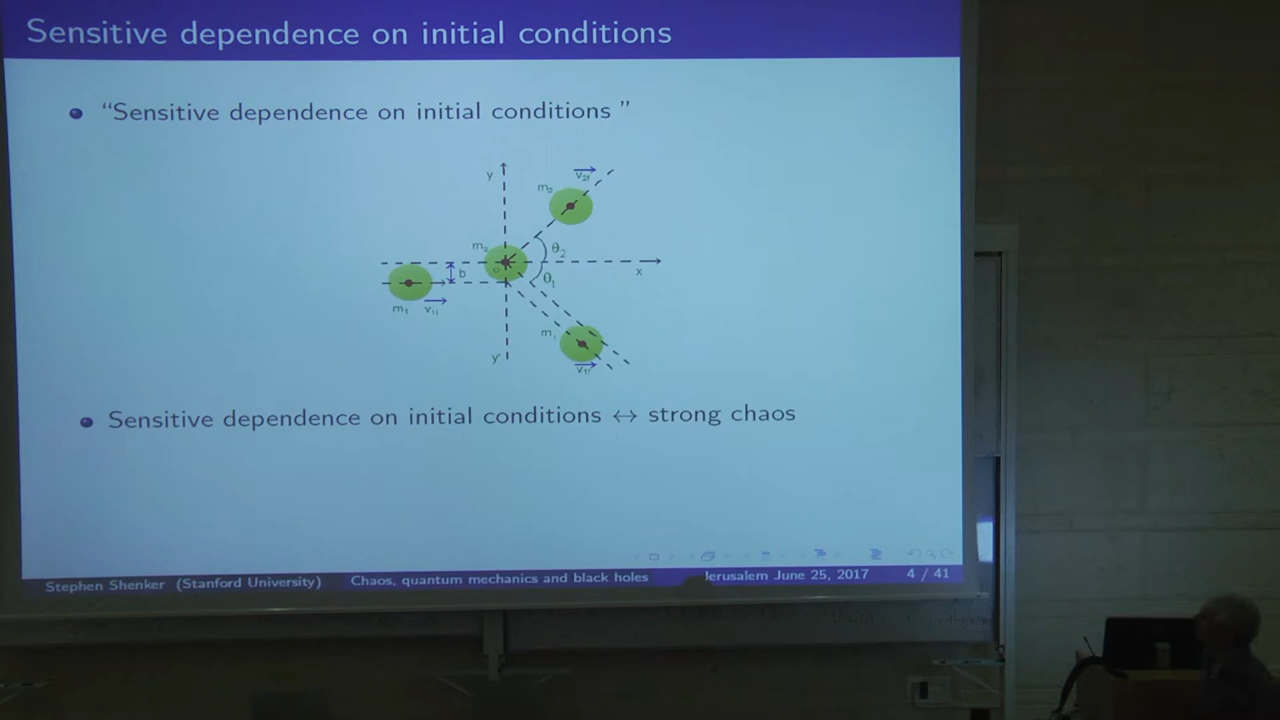 Sensitive dependence on initial conditions
“Sensitive dependence on initial conditions ”
y
v2f
m2
m2
θ2
b
o
x
θ1
m1
v1i
m1
y'
v1f
Sensitive dependence on initial conditions ↔ strong chaos
Stephen Shenker (Stanford University) Chaos, quantum mechanics and black holes Jerusalem June 25, 2017 4 / 41